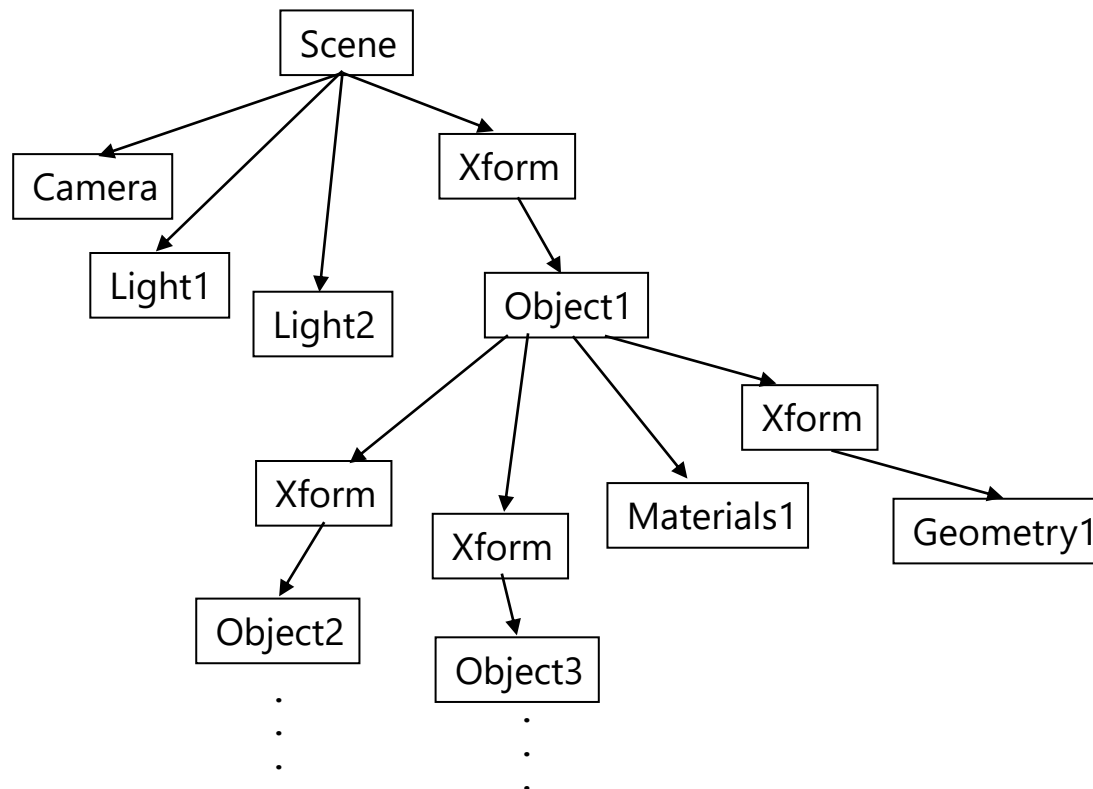 Scene
Xform
Camera
Light1
Light2
Object1
Xform
Xform
Materials1
Geometry1
Xform
Object2
Object3